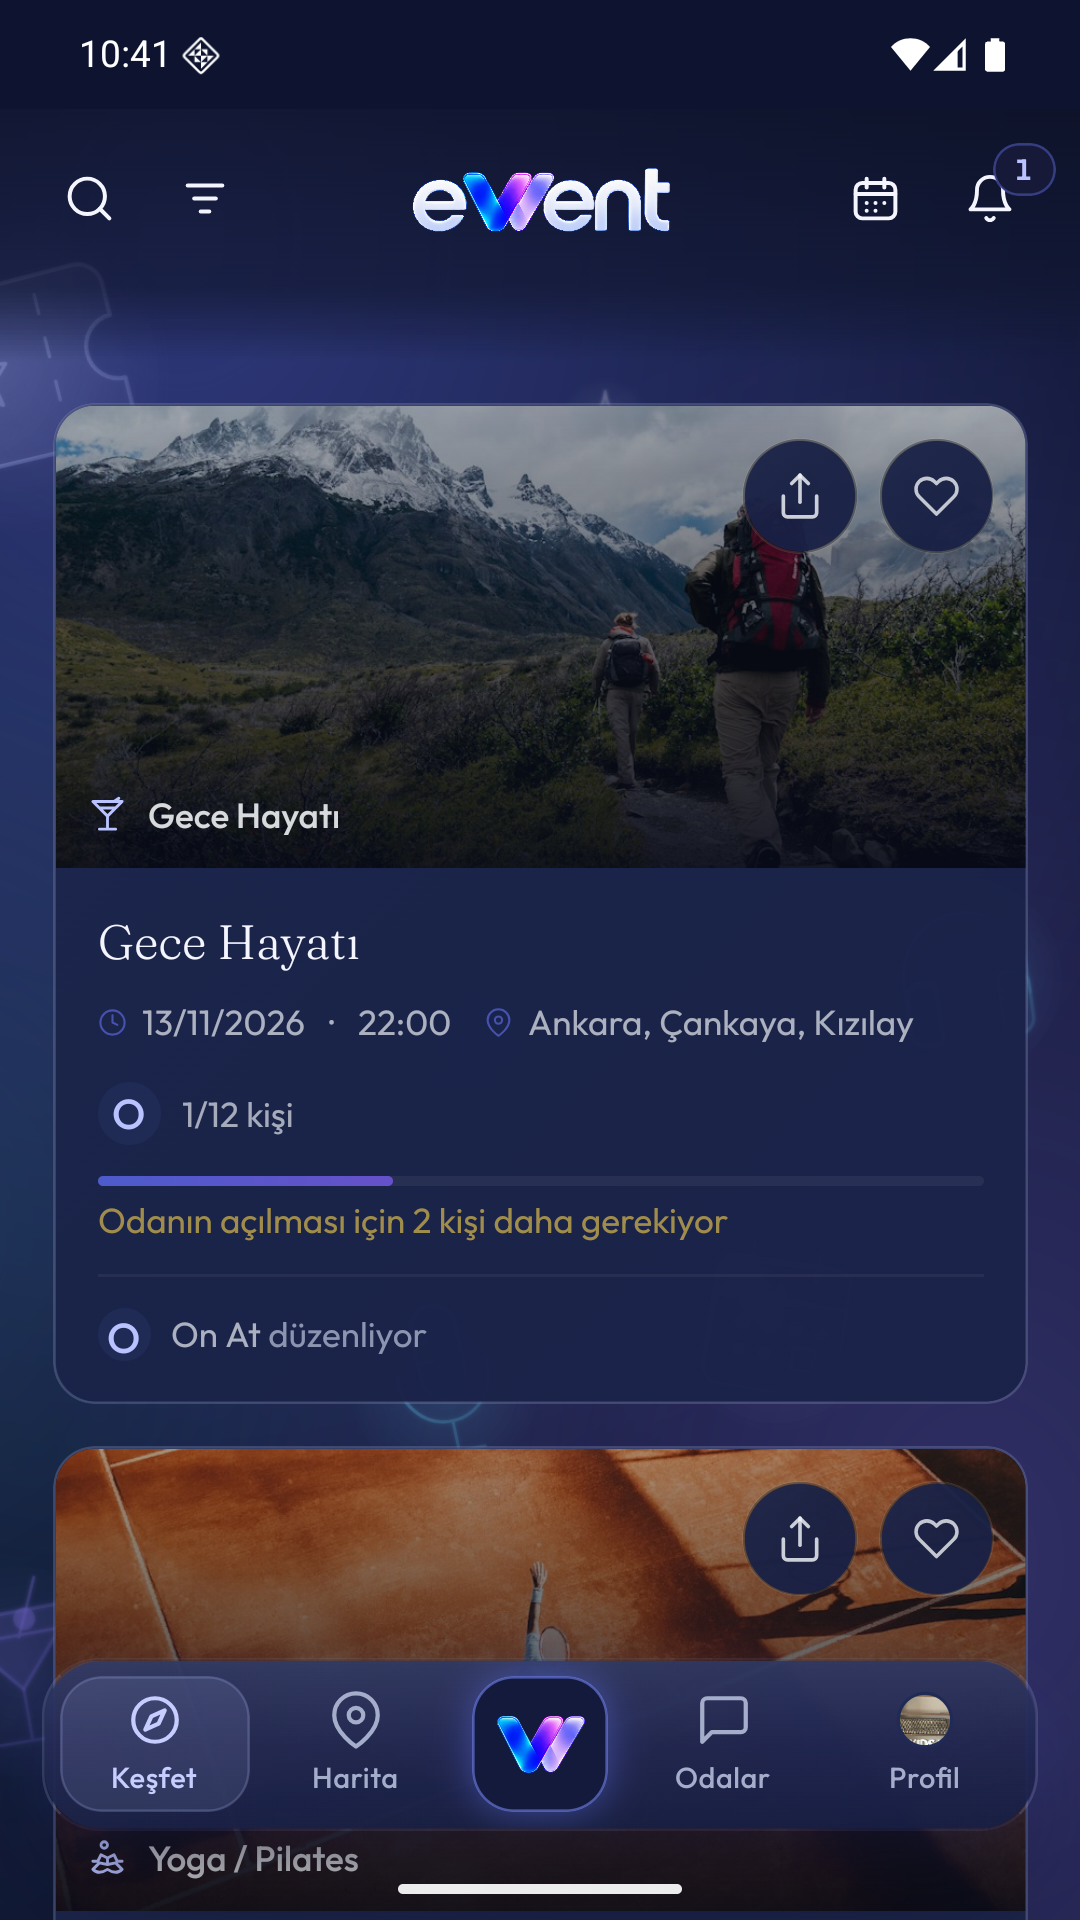 10:41
evvent
1
Gece Hayatı
Gece Hayatı
13/11/2026 · 22:00 Ankara, Çankaya, Kızılay
1/12 kişi
Odanın açılması için 2 kişi daha gerekiyor
On At düzenliyor
Keşfet
Harita
Odalar
Profil
Yoga / Pilates